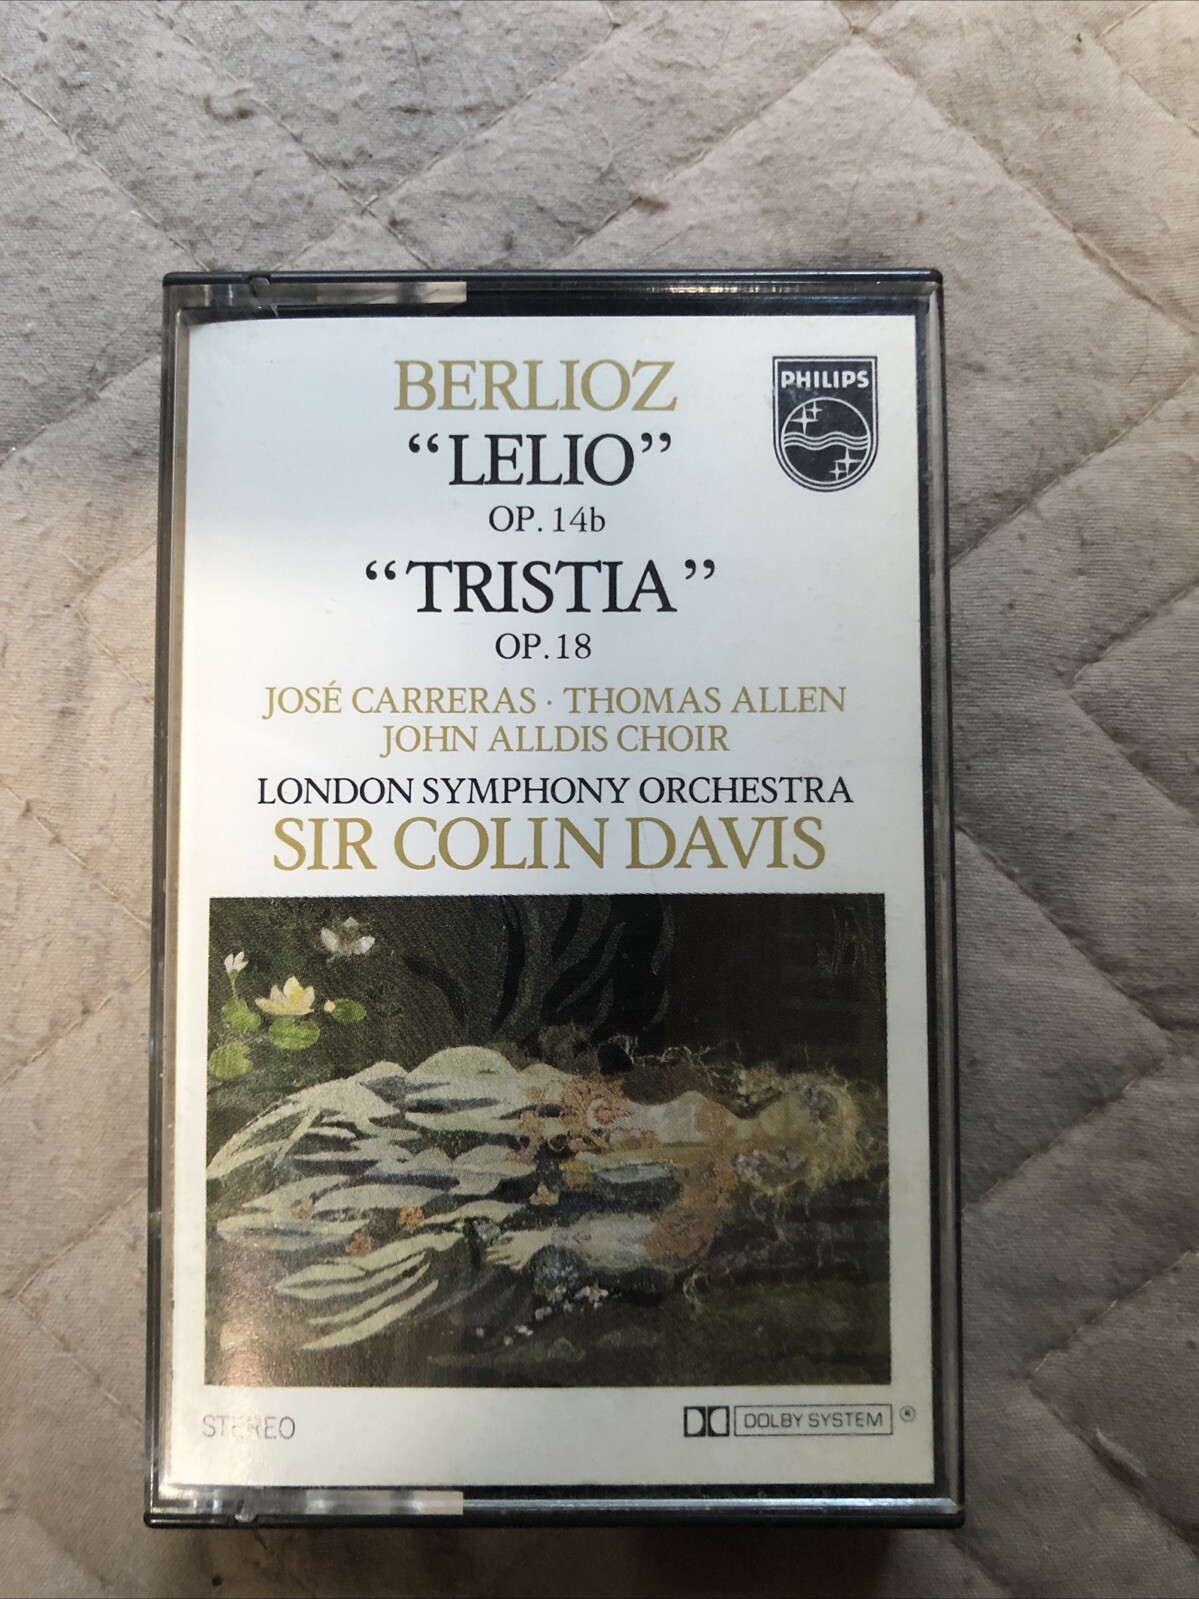 BERLIOZ
PHILIPS
“LELIO”
OP. 14b
“TRISTIA”
OP.18
JOSÉ CARRERAS · THOMAS ALLEN
JOHN ALLDIS CHOIR
LONDON SYMPHONY ORCHESTRA
SIR COLIN DAVIS
STEREO
DOLBY SYSTEM ®